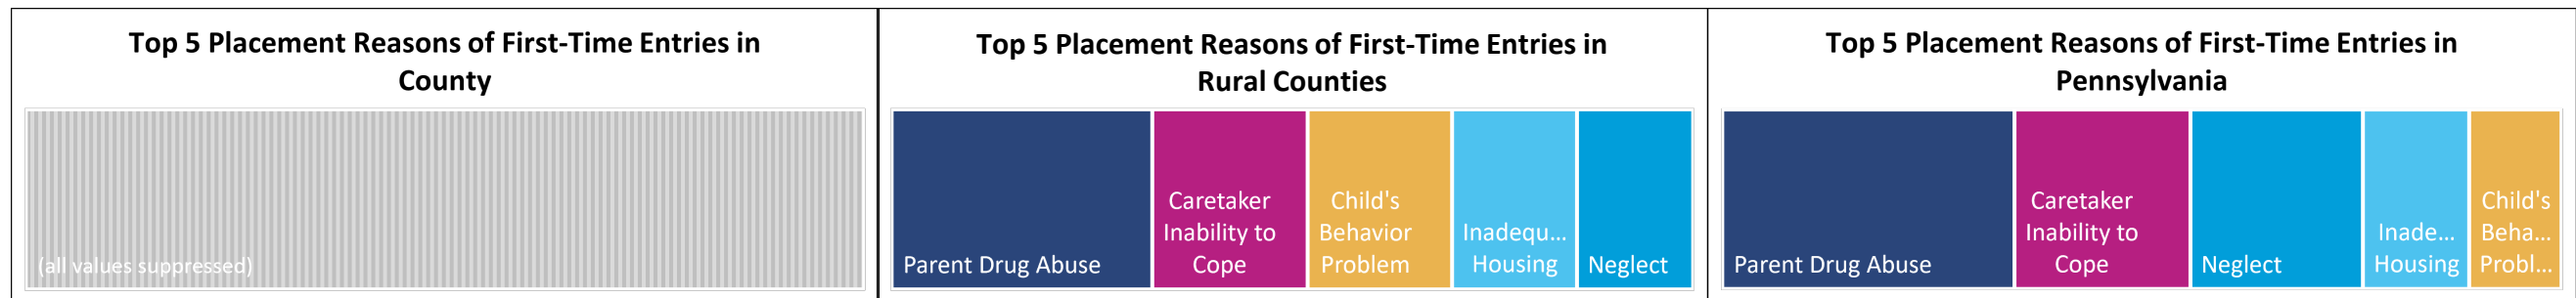 Top 5 Placement Reasons of First-Time Entries in
County
(all values suppressed)
Top 5 Placement Reasons of First-Time Entries in
Rural Counties
Parent Drug Abuse
Caretaker
Inability to
Cope
Child's
Behavior
Problem
Inadequ...
Housing
Neglect
Top 5 Placement Reasons of First-Time Entries in
Pennsylvania
Parent Drug Abuse
Caretaker
Inability to
Cope
Neglect
Inade...
Housing
Child's
Beha...
Probl...